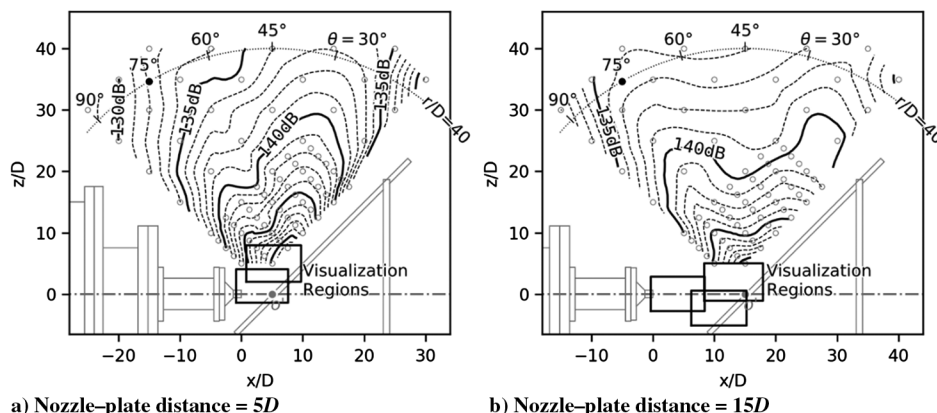 40
30
20
10
0
z/D
−20
−10
0
10
20
30
x/D
90°
75°
60°
45°
θ = 30°
r/D=40
130dB
135dB
140dB
135dB
Visualization
Regions
a) Nozzle–plate distance = 5D
40
30
20
10
0
z/D
−10
0
10
20
30
40
x/D
90°
75°
60°
45°
θ = 30°
r/D=40
135dB
140dB
Visualization
Regions
b) Nozzle–plate distance = 15D